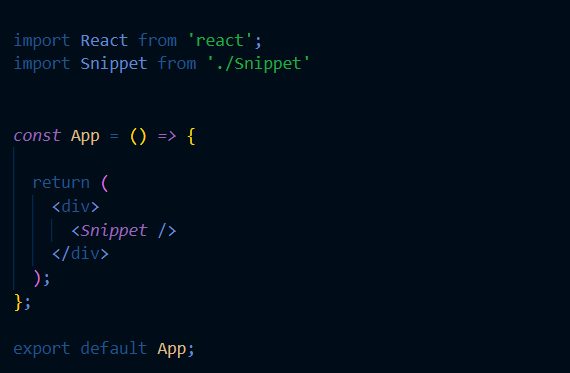 import React from 'react';
import Snippet from './Snippet'
const App = () => {
return (
<div>
<Snippet />
</div>
);
};
export default App;